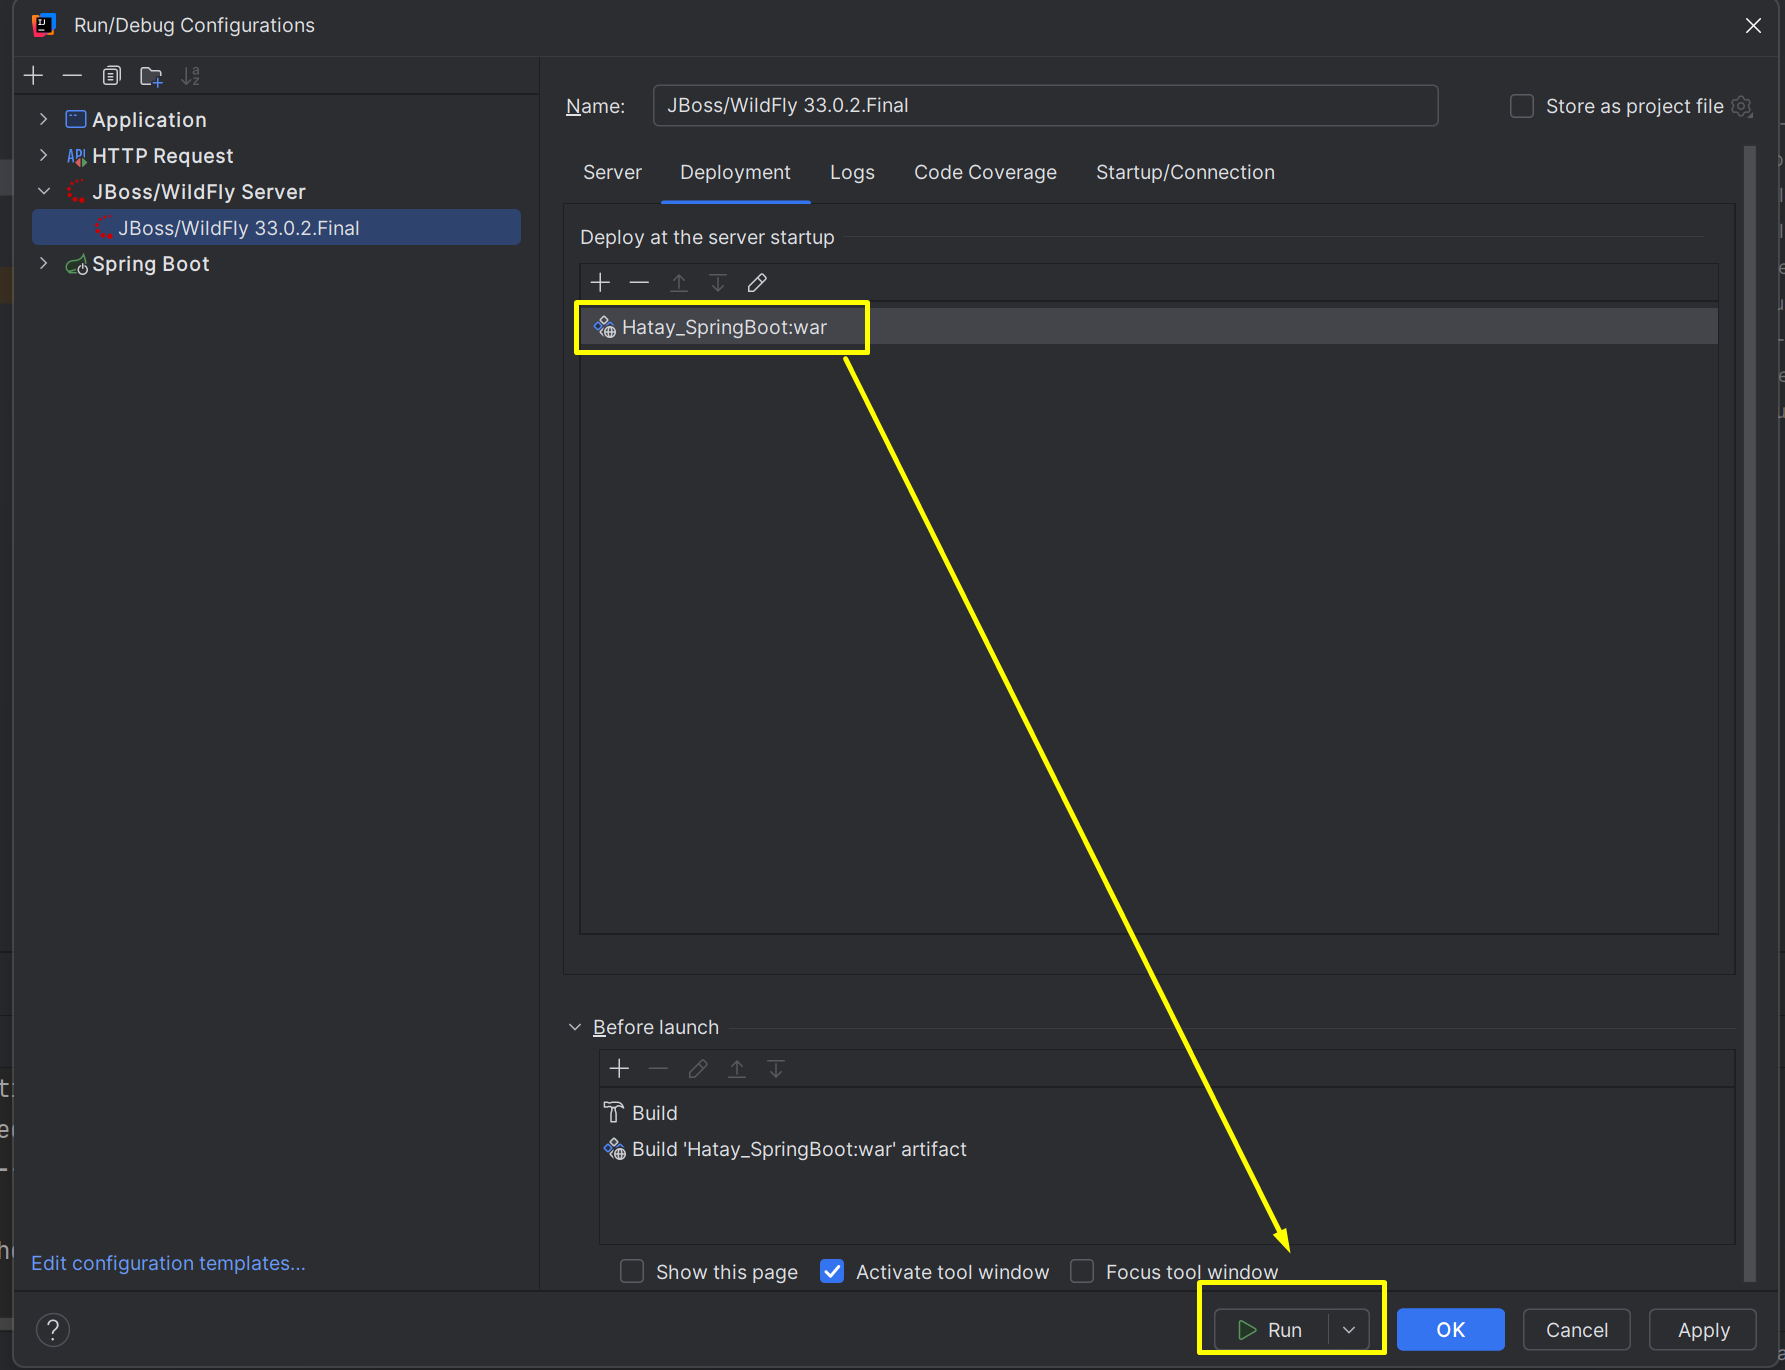 Run/Debug Configurations
Application
HTTP Request
JBoss/WildFly Server
JBoss/WildFly 33.0.2.Final
Spring Boot
Edit configuration templates...
Name: JBoss/WildFly 33.0.2.Final
Store as project file
Server Deployment Logs Code Coverage Startup/Connection
Deploy at the server startup
Hatay_SpringBoot:war
Before launch
Build
Build 'Hatay_SpringBoot:war' artifact
Show this page Activate tool window Focus tool window
? Run OK Cancel Apply